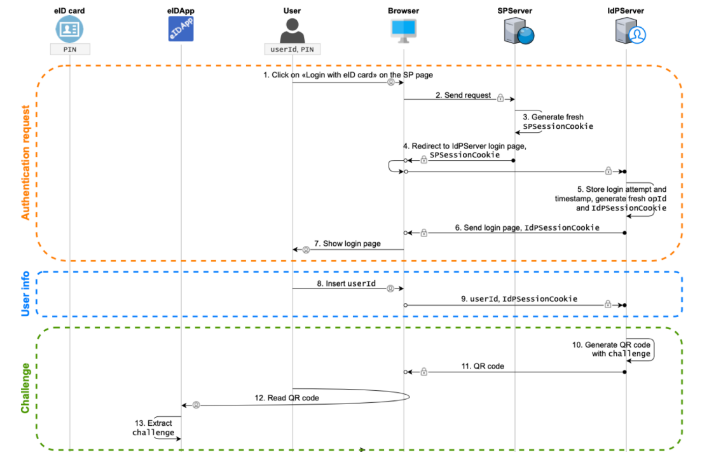 eID card
eIDApp
User
Browser
SPServer
IdPServer
eIDApp
PIN
userId, PIN
Authentication request
1. Click on «Login with eID card» on the SP page
2. Send request
3. Generate fresh
SPSessionCookie
4. Redirect to IdPServer login page,
SPSessionCookie
5. Store login attempt and
timestamp, generate fresh opId
and IdPSessionCookie
6. Send login page, IdPSessionCookie
7. Show login page
User info
8. Insert userId
9. userId, IdPSessionCookie
Challenge
10. Generate QR code
with challenge
11. QR code
12. Read QR code
13. Extract
challenge